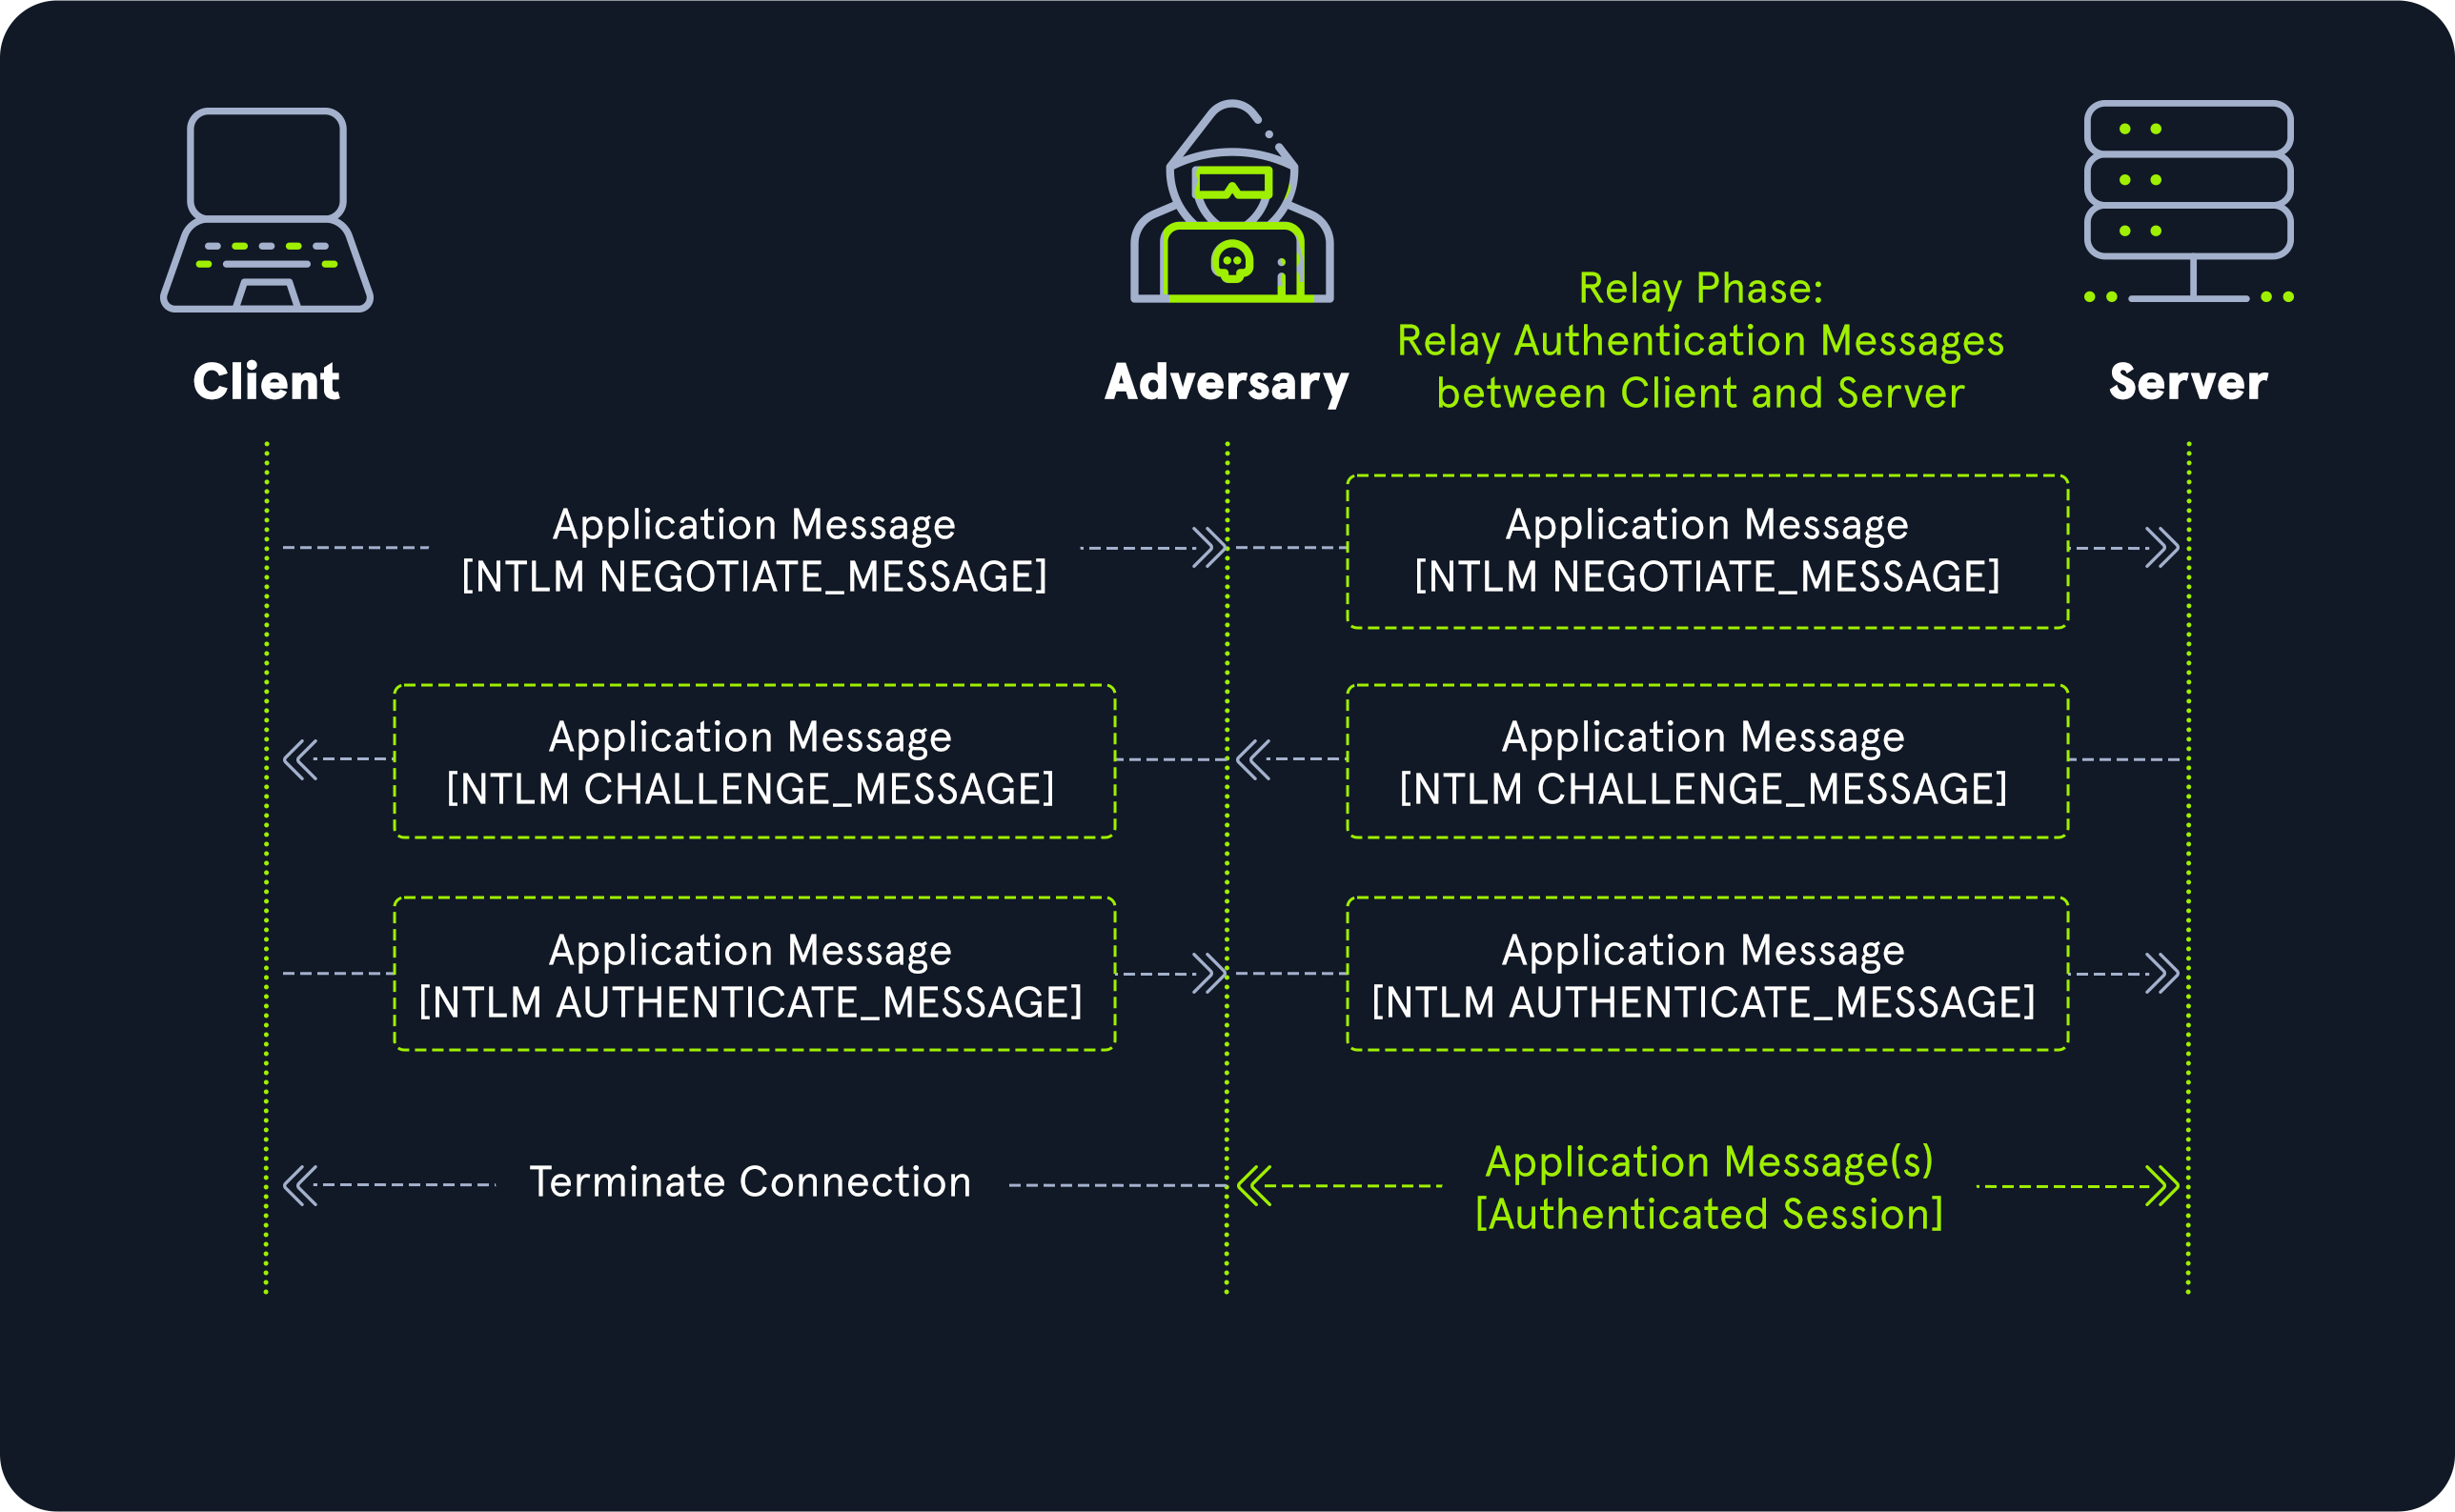 Relay Phase:
Relay Authentication Messages
between Client and Server
Client
Adversary
Server
Application Message
[NTLM NEGOTIATE_MESSAGE]
Application Message
[NTLM NEGOTIATE_MESSAGE]
Application Message
[NTLM CHALLENGE_MESSAGE]
Application Message
[NTLM CHALLENGE_MESSAGE]
Application Message
[NTLM AUTHENTICATE_MESSAGE]
Application Message
[NTLM AUTHENTICATE_MESSAGE]
Terminate Connection
Application Message(s)
[Authenticated Session]